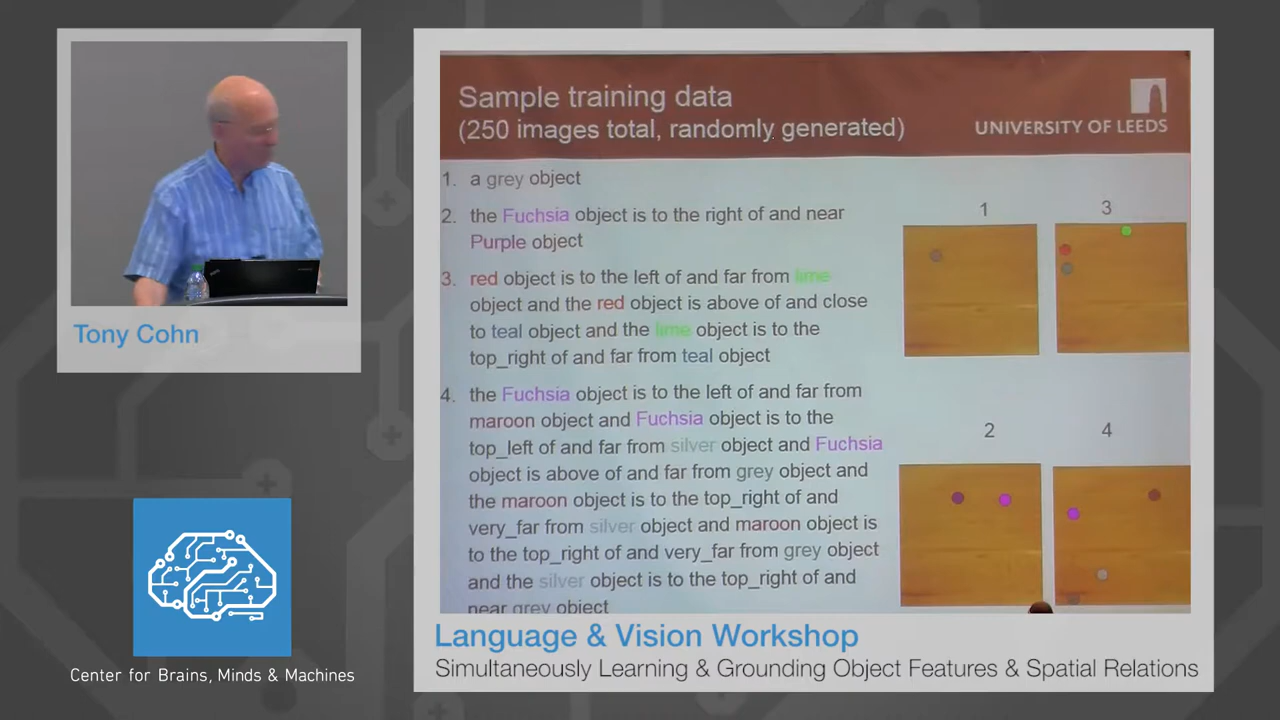 Sample training data
(250 images total, randomly generated)
UNIVERSITY OF LEEDS
1. a grey object
2. the Fuchsia object is to the right of and near
Purple object
3. red object is to the left of and far from lime
object and the red object is above of and close
to teal object and the lime object is to the
top_right of and far from teal object
4. the Fuchsia object is to the left of and far from
maroon object and Fuchsia object is to the
top_left of and far from silver object and Fuchsia
object is above of and far from grey object and
the maroon object is to the top_right of and
very_far from silver object and maroon object is
to the top_right of and very_far from grey object
and the silver object is to the top_right of and
near grey object
1
3
2
4
Tony Cohn
Center for Brains, Minds & Machines
Language & Vision Workshop
Simultaneously Learning & Grounding Object Features & Spatial Relations